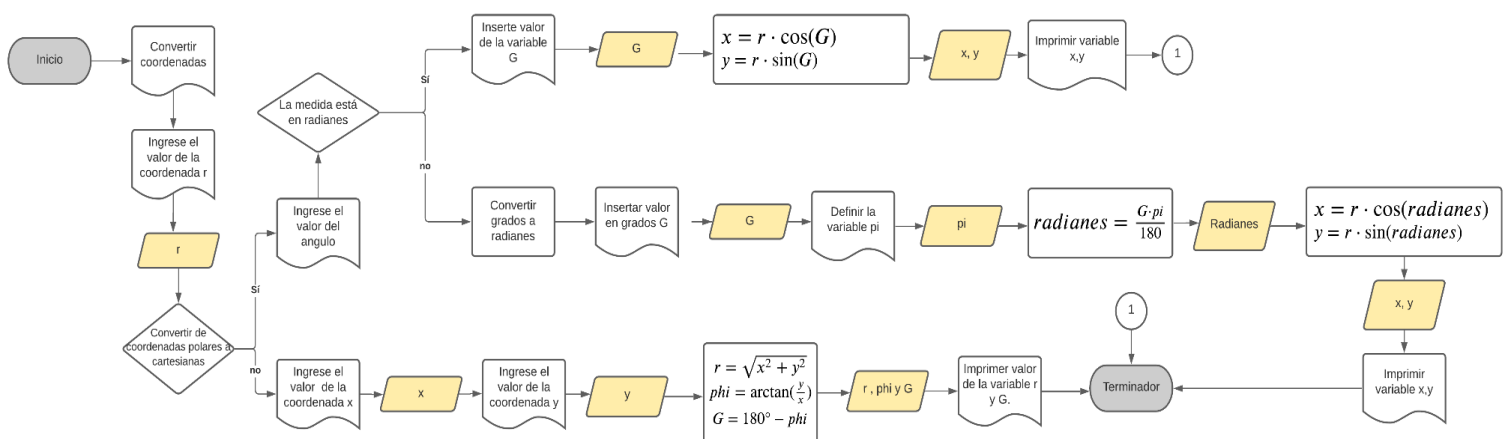 Inicio
Convertir
coordenadas
Ingrese el
valor de la
coordenada r
r
Convertir de
coordenadas polares a
cartesianas
Sí
no
Ingrese el
valor del
angulo
La medida está
en radianes
Sí
no
Inserte valor
de la variable
G
G
x = r · cos(G)
y = r · sin(G)
x, y
Imprimir variable
x,y
1
Convertir
grados a
radianes
Insertar valor
en grados G
G
Definir la
variable pi
pi
radianes = G·pi/180
Radianes
x = r · cos(radianes)
y = r · sin(radianes)
x, y
Imprimir
variable x,y
Ingrese el
valor de la
coordenada x
x
Ingrese el
valor de la
coordenada y
y
r = √(x² + y²)
phi = arctan(y/x)
G = 180° − phi
r , phi y G
Imprimer valor
de la variable r
y G.
1
Terminador